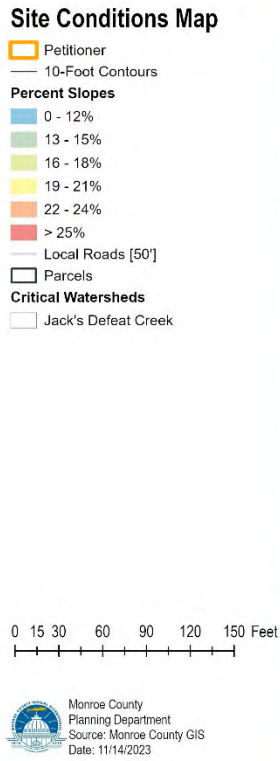 Site Conditions Map
Petitioner
10-Foot Contours
Percent Slopes
0 - 12%
13 - 15%
16 - 18%
19 - 21%
22 - 24%
> 25%
Local Roads [50']
Parcels
Critical Watersheds
Jack's Defeat Creek
0 15 30 60 90 120 150 Feet
Monroe County
Planning Department
Source: Monroe County GIS
Date: 11/14/2023